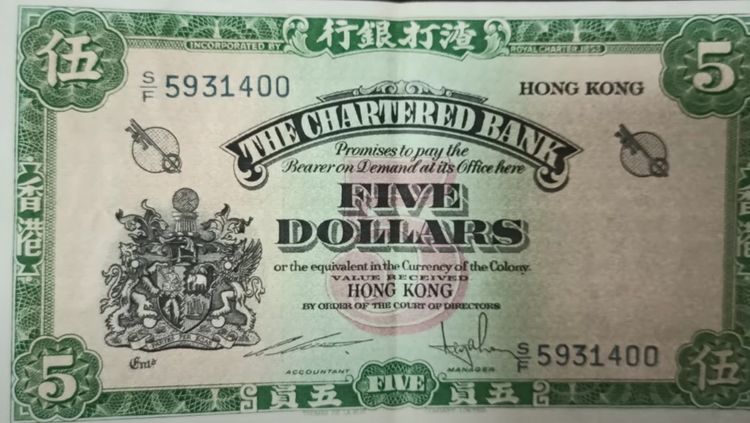 渣打銀行
INCORPORATED BY ROYAL CHARTER 1853
伍 5
S/F 5931400
HONG KONG
THE CHARTERED BANK
Promises to pay the
Bearer on Demand at its Office here
香港
香港
5
FIVE
DOLLARS
or the equivalent in the Currency of the Colony.
VALUE RECEIVED
HONG KONG
BY ORDER OF THE COURT OF DIRECTORS
S/F 5931400
ACCOUNTANT
MANAGER
5 伍
員五 FIVE 員五